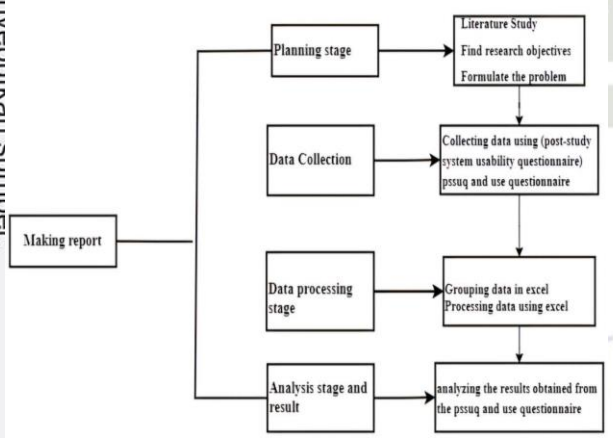 Planning stage
Literature Study
Find research objectives
Formulate the problem
Data Collection
Collecting data using (post-study
system usability questionnaire)
pssuq and use questionnaire
Making report
Data processing
stage
Grouping data in excel
Processing data using excel
Analysis stage and
result
analyzing the results obtained from
the pssuq and use questionnaire